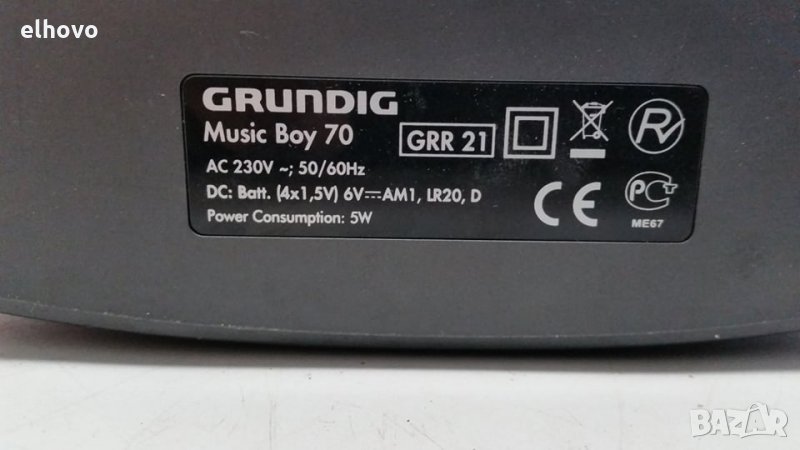 elhovo
GRUNDIG
Music Boy 70
GRR 21
AC 230V ~; 50/60Hz
DC: Batt. (4x1,5V) 6V⎓AM1, LR20, D
Power Consumption: 5W
CE
ME67
BAZAR